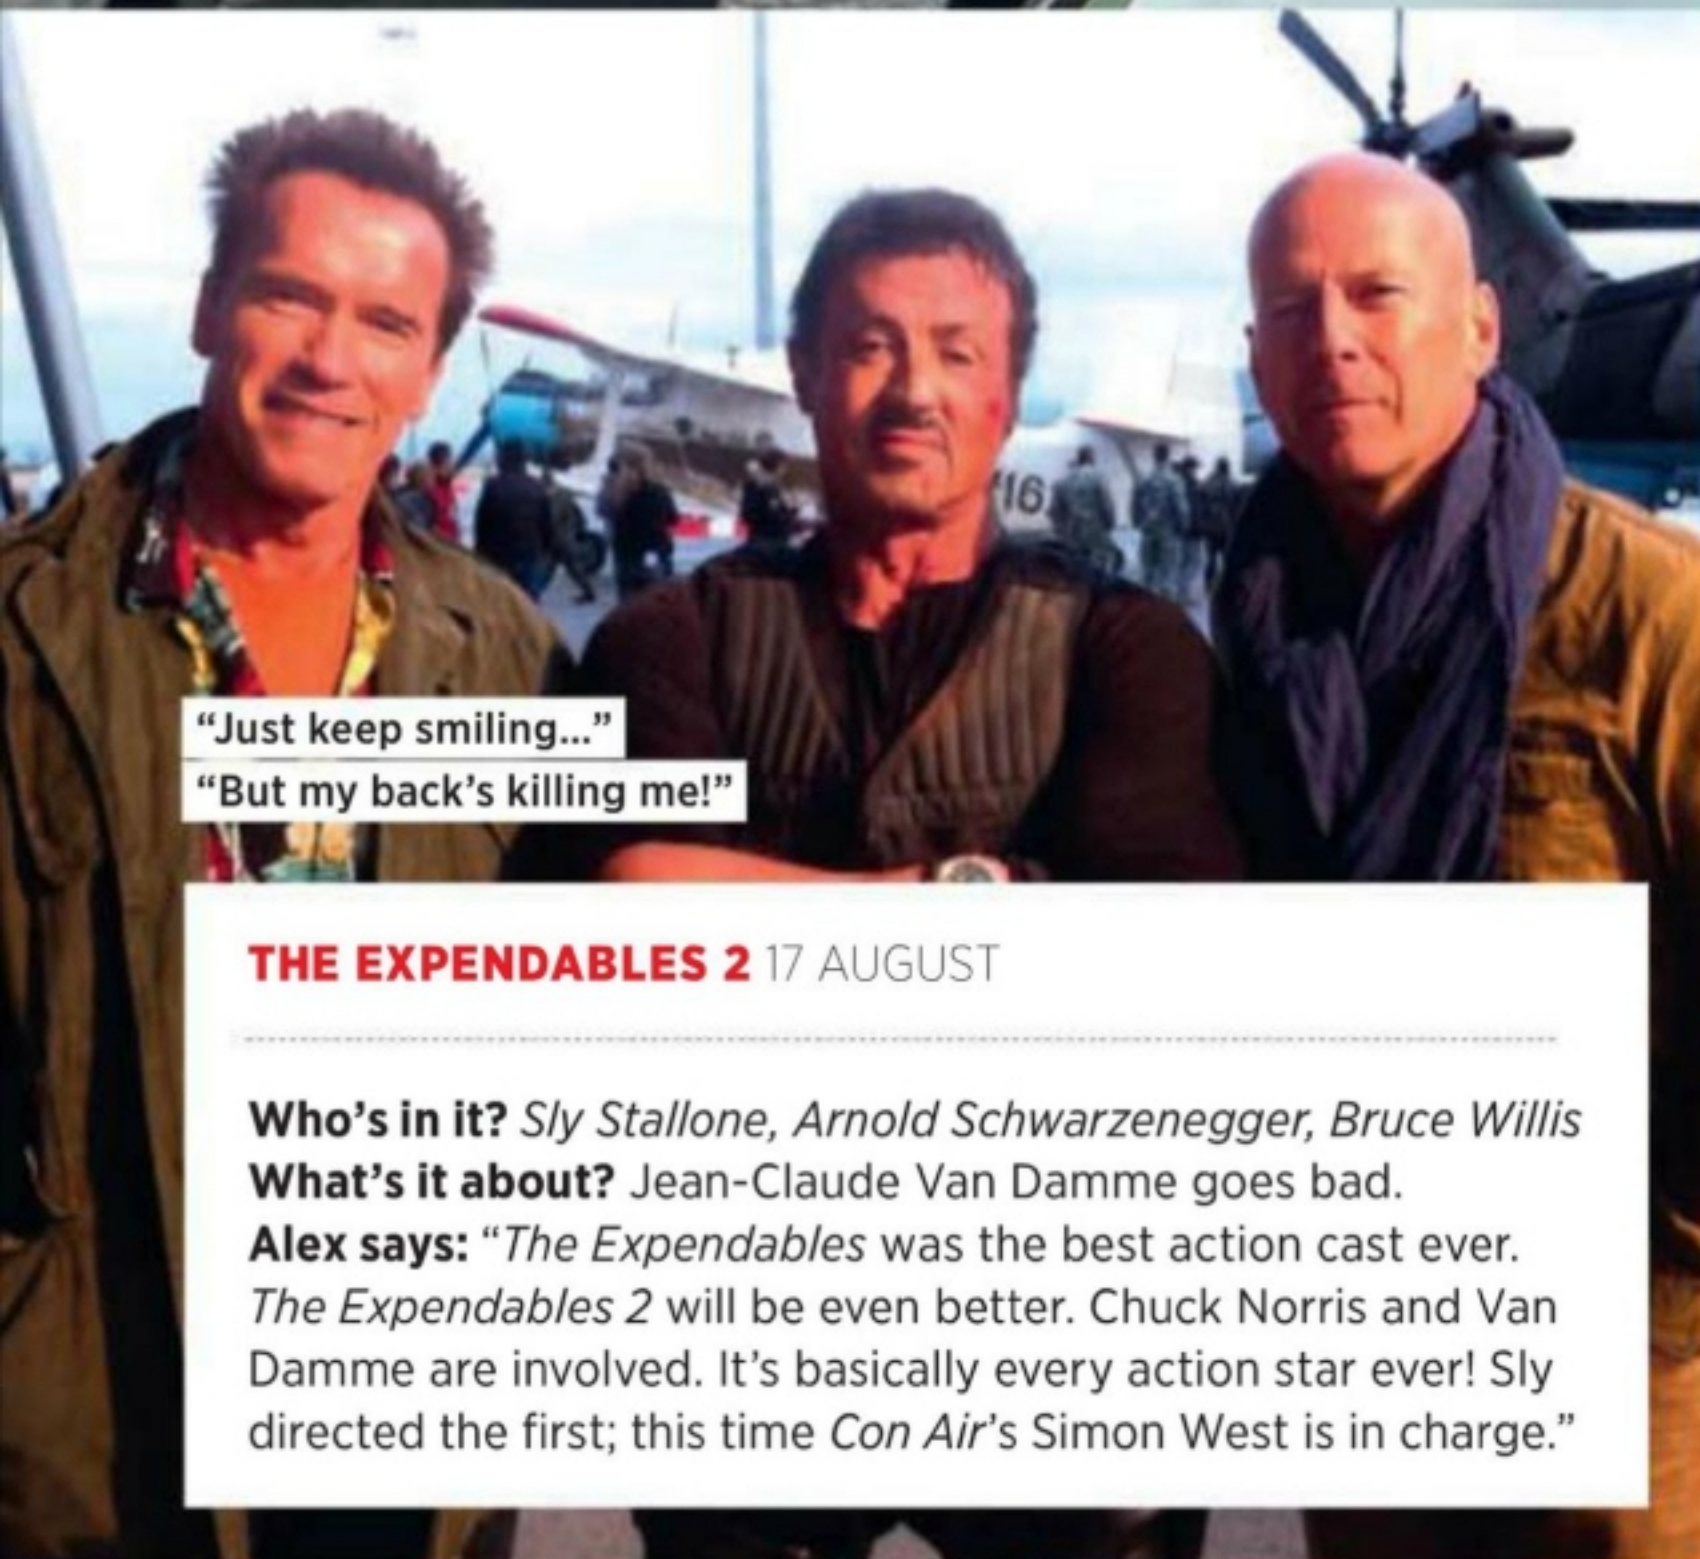 16
“Just keep smiling...”
“But my back’s killing me!”
THE EXPENDABLES 2 17 AUGUST
Who’s in it? Sly Stallone, Arnold Schwarzenegger, Bruce Willis
What’s it about? Jean-Claude Van Damme goes bad.
Alex says: “The Expendables was the best action cast ever.
The Expendables 2 will be even better. Chuck Norris and Van
Damme are involved. It’s basically every action star ever! Sly
directed the first; this time Con Air’s Simon West is in charge.”